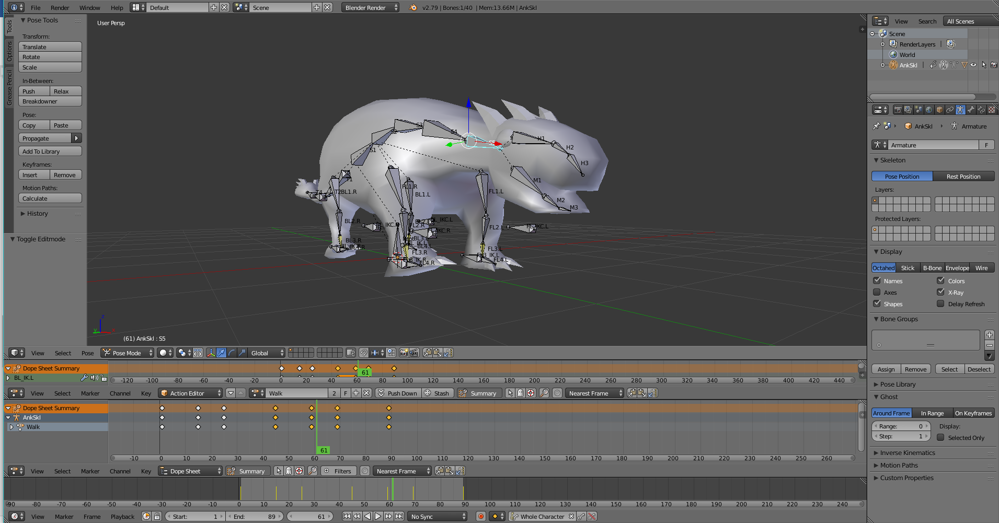 File Render Window Help Default Scene Blender Render v2.79 | Bones:1/40 | Mem:13.66M | AnkSkl
Tools
Options
Grease Pencil
Pose Tools
Transform:
Translate
Rotate
Scale
In-Between:
Push Relax
Breakdowner
Pose:
Copy Paste
Propagate
Add To Library
Keyframes:
Insert Remove
Motion Paths:
Calculate
History
Toggle Editmode
User Persp
S3
S4
S2
S5
S1
H1
H2
H3
T1
T2
T4
BL1.R
FL1.R
BL1.L
FL1.L
M1
M2
M3
BL2.R
FL2.R
FL2.L
BL3.R
BL3.L
BL4.L
FL3.R
FL4.R
FL3.L
FL4.L
z
y
x
(61) AnkSkl : S5
View Select Pose Pose Mode Global
Dope Sheet Summary
BL_IK.L
61
-120 -100 -80 -60 -40 -20 0 20 40 60 80 100 120 140 160 180 200 220 240 260 280 300 320 340 360 380 400 420 440
View Select Marker Channel Key Action Editor Walk 2 F Push Down Stash Summary Nearest Frame
Dope Sheet Summary
AnkSkl
Walk
61
-10 0 10 20 30 40 50 60 70 80 90 100 110 120 130 140 150 160 170 180 190 200 210 220 230 240 250 260
View Select Marker Channel Key Dope Sheet Summary Filters Nearest Frame
-90 -80 -70 -60 -50 -40 -30 -20 -10 0 10 20 30 40 50 60 70 80 90 100 110 120 130 140 150 160 170 180 190 200 210 220 230 240
View Marker Frame Playback Start: 1 End: 89 61 No Sync Whole Character
View Search All Scenes
Scene
RenderLayers |
World
AnkSkl |
AnkSkl Armature
Armature F
Skeleton
Pose Position Rest Position
Layers:
Protected Layers:
Display
Octahed Stick B-Bone Envelope Wire
Names Colors
Axes X-Ray
Shapes Delay Refresh
Bone Groups
Assign Remove Select Deselect
Pose Library
Ghost
Around Frame In Range On Keyframes
Range: 0 Display:
Step: 1 Selected Only
Inverse Kinematics
Motion Paths
Custom Properties